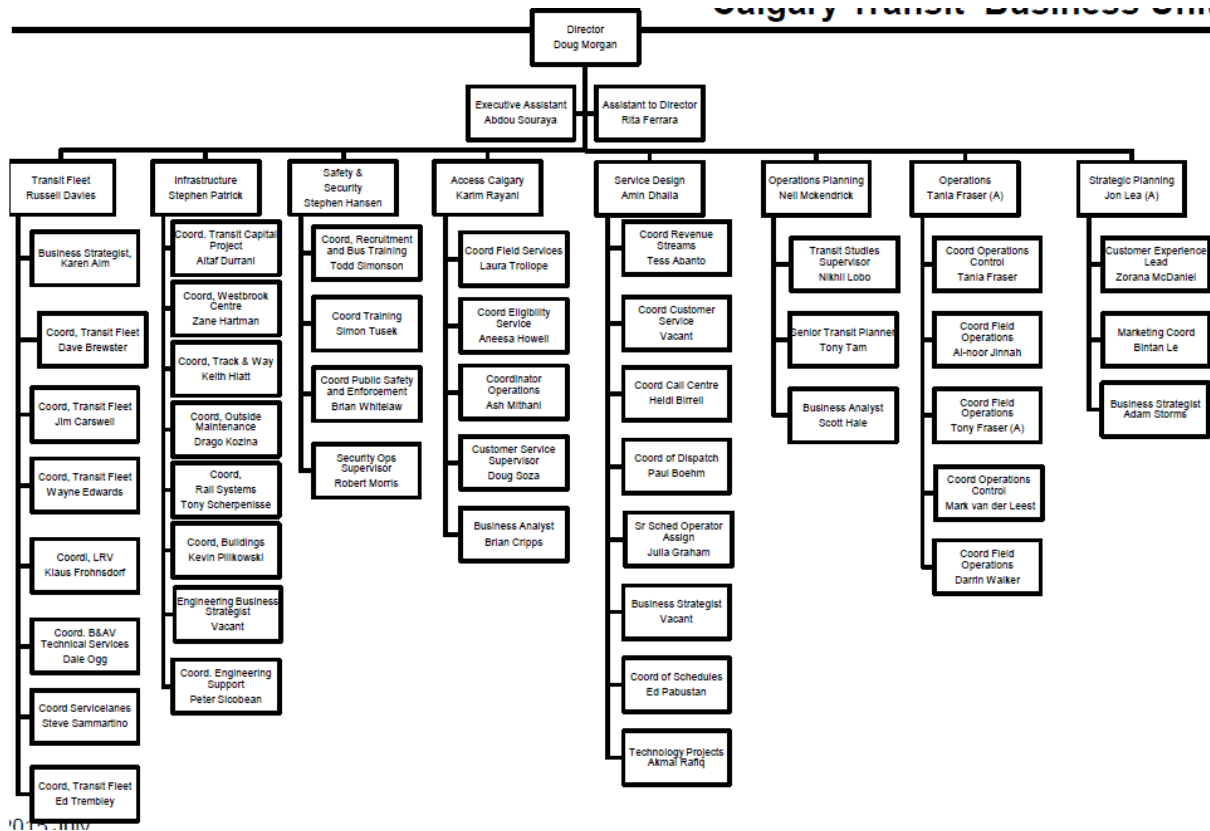 Calgary Transit Business Unit
Director
Doug Morgan
Executive Assistant
Abdou Souraya
Assistant to Director
Rita Ferrara
Transit Fleet
Russell Davies
Business Strategist,
Karen Alm
Coord, Transit Fleet
Dave Brewster
Coord, Transit Fleet
Jim Carswell
Coord, Transit Fleet
Wayne Edwards
Coordl, LRV
Klaus Frohnsdorf
Coord. B&AV
Technical Services
Dale Ogg
Coord Servicelanes
Steve Sammartino
Coord, Transit Fleet
Ed Trembley
Infrastructure
Stephen Patrick
Coord. Transit Capital
Project
Altaf Durrani
Coord, Westbrook
Centre
Zane Hartman
Coord, Track & Way
Keith Hiatt
Coord, Outside
Maintenance
Drago Kozina
Coord,
Rail Systems
Tony Scherpenisse
Coord, Buildings
Kevin Pilikowski
Engineering Business
Strategist
Vacant
Coord. Engineering
Support
Peter Sicobean
Safety &
Security
Stephen Hansen
Coord, Recruitment
and Bus Training
Todd Simonson
Coord Training
Simon Tusek
Coord Public Safety
and Enforcement
Brian Whitelaw
Security Ops
Supervisor
Robert Morris
Access Calgary
Karim Rayani
Coord Field Services
Laura Trollope
Coord Eligibility
Service
Aneesa Howell
Coordinator
Operations
Ash Mithani
Customer Service
Supervisor
Doug Soza
Business Analyst
Brian Cripps
Service Design
Amin Dhalla
Coord Revenue
Streams
Tess Abanto
Coord Customer
Service
Vacant
Coord Call Centre
Heidi Birrell
Coord of Dispatch
Paul Boehm
Sr Sched Operator
Assign
Julia Graham
Business Strategist
Vacant
Coord of Schedules
Ed Pabustan
Technology Projects
Akmal Rafiq
Operations Planning
Neil Mckendrick
Transit Studies
Supervisor
Nikhil Lobo
Senior Transit Planner
Tony Tam
Business Analyst
Scott Hale
Operations
Tania Fraser (A)
Coord Operations
Control
Tania Fraser
Coord Field
Operations
Al-noor Jinnah
Coord Field
Operations
Tony Fraser (A)
Coord Operations
Control
Mark van der Leest
Coord Field
Operations
Darrin Walker
Strategic Planning
Jon Lea (A)
Customer Experience
Lead
Zorana McDaniel
Marketing Coord
Bintan Le
Business Strategist
Adam Storms
2015 July